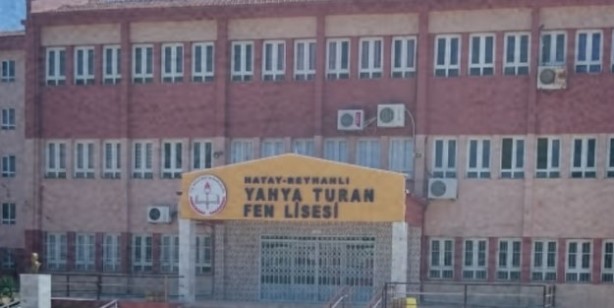 HATAY-REYHANLI
YAHYA TURAN
FEN LİSESİ